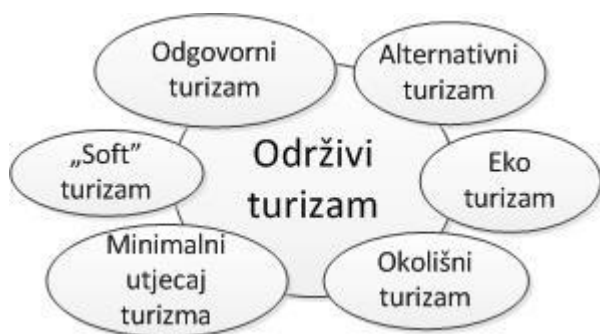 Odgovorni
turizam
Alternativni
turizam
„Soft”
turizam
Održivi
turizam
Eko
turizam
Minimalni
utjecaj
turizma
Okolišni
turizam